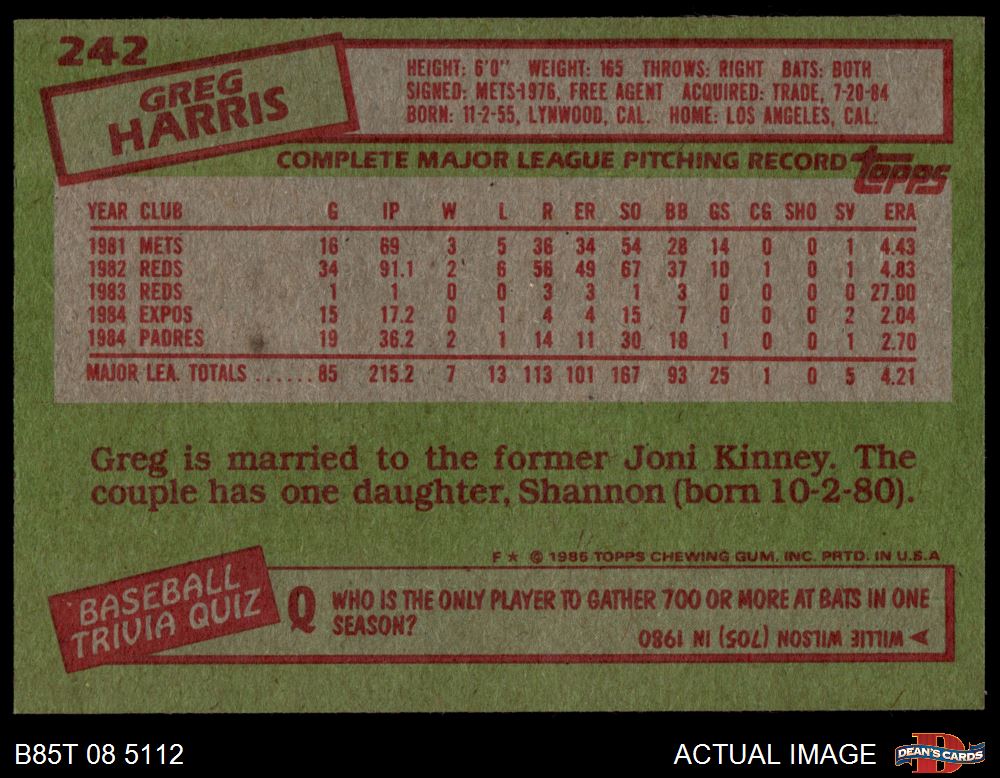 242
GREG
HARRIS
HEIGHT: 6'0" WEIGHT: 165 THROWS: RIGHT BATS: BOTH
SIGNED: METS-1976, FREE AGENT ACQUIRED: TRADE, 7-20-84
BORN: 11-2-55, LYNWOOD, CAL. HOME: LOS ANGELES, CAL.
COMPLETE MAJOR LEAGUE PITCHING RECORD topps
YEAR CLUB G IP W L R ER SO BB GS CG SHO SV ERA
1981 METS 16 69 3 5 36 34 54 28 14 0 0 1 4.43
1982 REDS 34 91.1 2 6 56 49 67 37 10 1 0 1 4.83
1983 REDS 1 1 0 0 3 3 1 3 0 0 0 0 27.00
1984 EXPOS 15 17.2 0 1 4 4 15 7 0 0 0 2 2.04
1984 PADRES 19 36.2 2 1 14 11 30 18 1 0 0 1 2.70
MAJOR LEA. TOTALS ......85 215.2 7 13 113 101 167 93 25 1 0 5 4.21
Greg is married to the former Joni Kinney. The
couple has one daughter, Shannon (born 10-2-80).
F ★ © 1985 TOPPS CHEWING GUM, INC. PRTD. IN U.S.A
BASEBALL
TRIVIA QUIZ
Q WHO IS THE ONLY PLAYER TO GATHER 700 OR MORE AT BATS IN ONE
SEASON?
WILLIE WILSON (705) IN 1980
B85T 08 5112 ACTUAL IMAGE DEAN'S CARDS